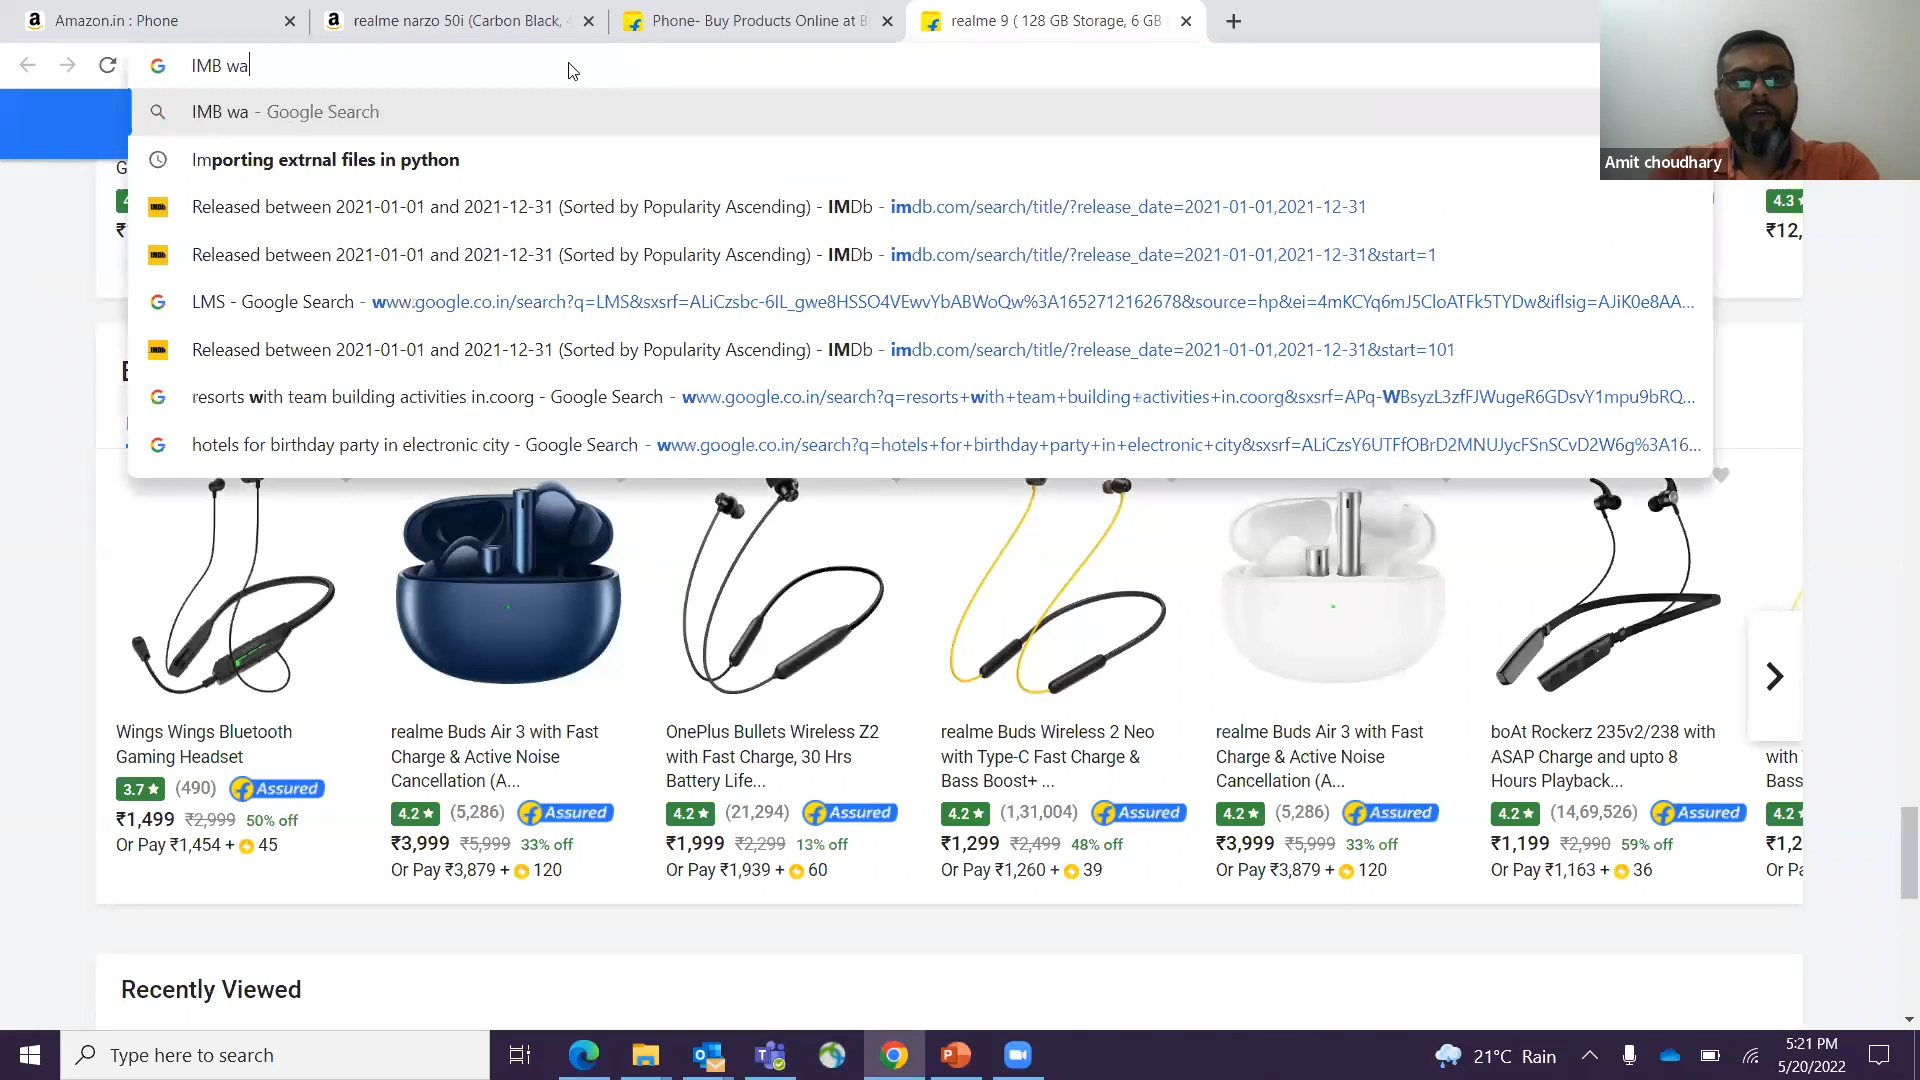 Amazon.in : Phone
realme narzo 50i (Carbon Black, 4
Phone- Buy Products Online at B
realme 9 ( 128 GB Storage, 6 GB
IMB wa
IMB wa - Google Search
Importing extrnal files in python
Released between 2021-01-01 and 2021-12-31 (Sorted by Popularity Ascending) - IMDb - imdb.com/search/title/?release_date=2021-01-01,2021-12-31
Released between 2021-01-01 and 2021-12-31 (Sorted by Popularity Ascending) - IMDb - imdb.com/search/title/?release_date=2021-01-01,2021-12-31&start=1
LMS - Google Search - www.google.co.in/search?q=LMS&sxsrf=ALiCzsbc-6IL_gwe8HSSO4VEwvYbABWoQw%3A1652712162678&source=hp&ei=4mKCYq6mJ5CloATFk5TYDw&iflsig=AJiK0e8AA...
Released between 2021-01-01 and 2021-12-31 (Sorted by Popularity Ascending) - IMDb - imdb.com/search/title/?release_date=2021-01-01,2021-12-31&start=101
resorts with team building activities in.coorg - Google Search - www.google.co.in/search?q=resorts+with+team+building+activities+in.coorg&sxsrf=APq-WBsyzL3zfFJWugeR6GDsvY1mpu9bRQ...
hotels for birthday party in electronic city - Google Search - www.google.co.in/search?q=hotels+for+birthday+party+in+electronic+city&sxsrf=ALiCzsY6UTFfOBrD2MNUJycFSnSCvD2W6g%3A16...
Amit choudhary
G
4.3
₹12,
Wings Wings Bluetooth
Gaming Headset
3.7★ (490) Assured
₹1,499 ₹2,999 50% off
Or Pay ₹1,454 + 45
realme Buds Air 3 with Fast
Charge & Active Noise
Cancellation (A...
4.2★ (5,286) Assured
₹3,999 ₹5,999 33% off
Or Pay ₹3,879 + 120
OnePlus Bullets Wireless Z2
with Fast Charge, 30 Hrs
Battery Life...
4.2★ (21,294) Assured
₹1,999 ₹2,299 13% off
Or Pay ₹1,939 + 60
realme Buds Wireless 2 Neo
with Type-C Fast Charge &
Bass Boost+ ...
4.2★ (1,31,004) Assured
₹1,299 ₹2,499 48% off
Or Pay ₹1,260 + 39
realme Buds Air 3 with Fast
Charge & Active Noise
Cancellation (A...
4.2★ (5,286) Assured
₹3,999 ₹5,999 33% off
Or Pay ₹3,879 + 120
boAt Rockerz 235v2/238 with
ASAP Charge and upto 8
Hours Playback...
4.2★ (14,69,526) Assured
₹1,199 ₹2,990 59% off
Or Pay ₹1,163 + 36
with
Bass
4.2
₹1,2
Or Pa
Recently Viewed
Type here to search
21°C Rain
5:21 PM
5/20/2022